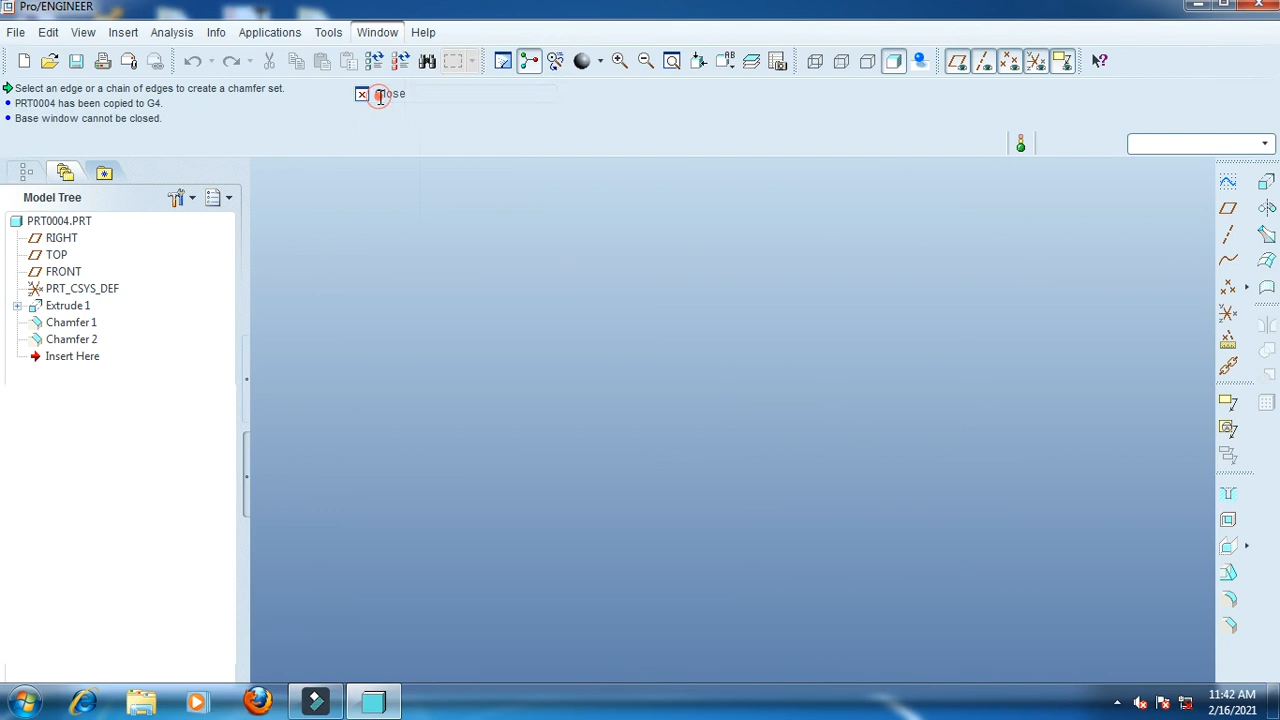 Pro/ENGINEER
File Edit View Insert Analysis Info Applications Tools Window Help
Select an edge or a chain of edges to create a chamfer set.
PRT0004 has been copied to G4.
Base window cannot be closed.
Model Tree
PRT0004.PRT
RIGHT
TOP
FRONT
PRT_CSYS_DEF
Extrude 1
Chamfer 1
Chamfer 2
Insert Here
11:42 AM
2/16/2021